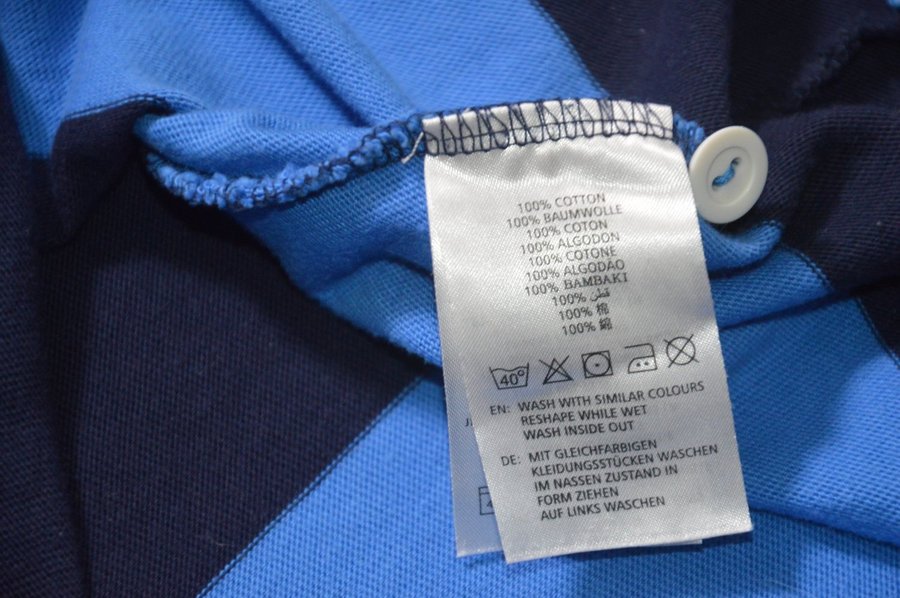 100% COTTON
100% BAUMWOLLE
100% COTON
100% ALGODON
100% COTONE
100% ALGODÃO
100% BAMBAKI
100% قطن
100% 棉
100% 綿
40°
EN: WASH WITH SIMILAR COLOURS
RESHAPE WHILE WET
WASH INSIDE OUT
DE: MIT GLEICHFARBIGEN
KLEIDUNGSSTÜCKEN WASCHEN
IM NASSEN ZUSTAND IN
FORM ZIEHEN
AUF LINKS WASCHEN